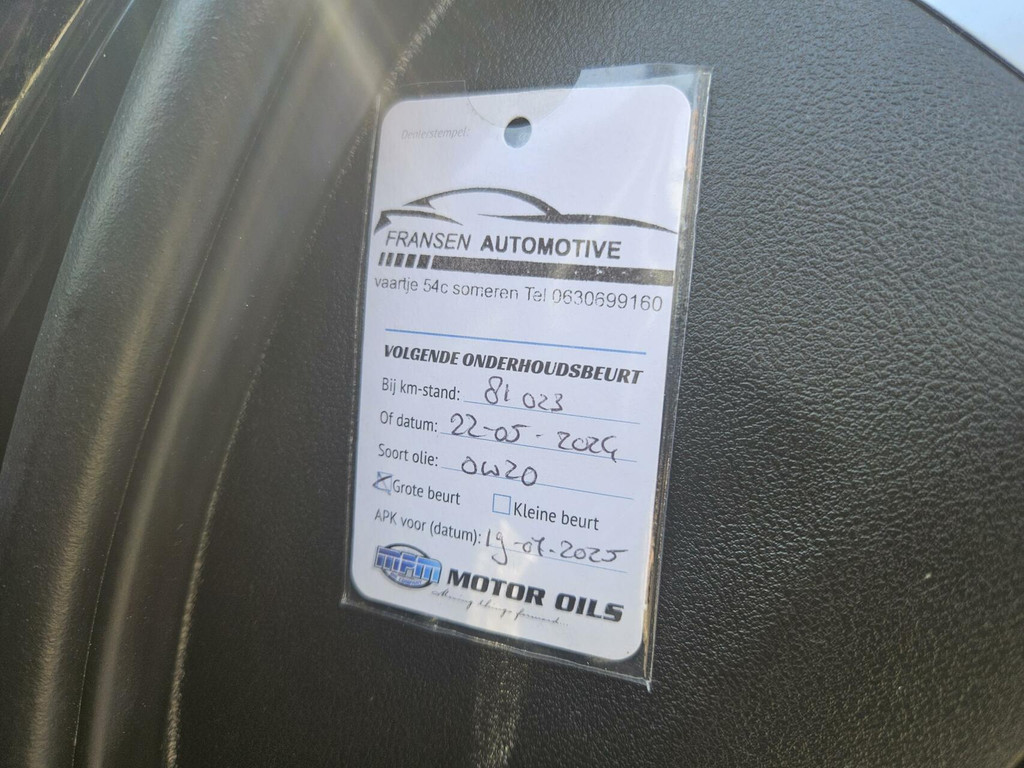 Dealerstempel:
FRANSEN AUTOMOTIVE
vaartje 54c someren Tel 0630699160
VOLGENDE ONDERHOUDSBEURT
Bij km-stand: 81 023
Of datum: 22-05-2024
Soort olie: 0W20
Grote beurt Kleine beurt
APK voor (datum): 19-07-2025
MPM MOTOR OILS